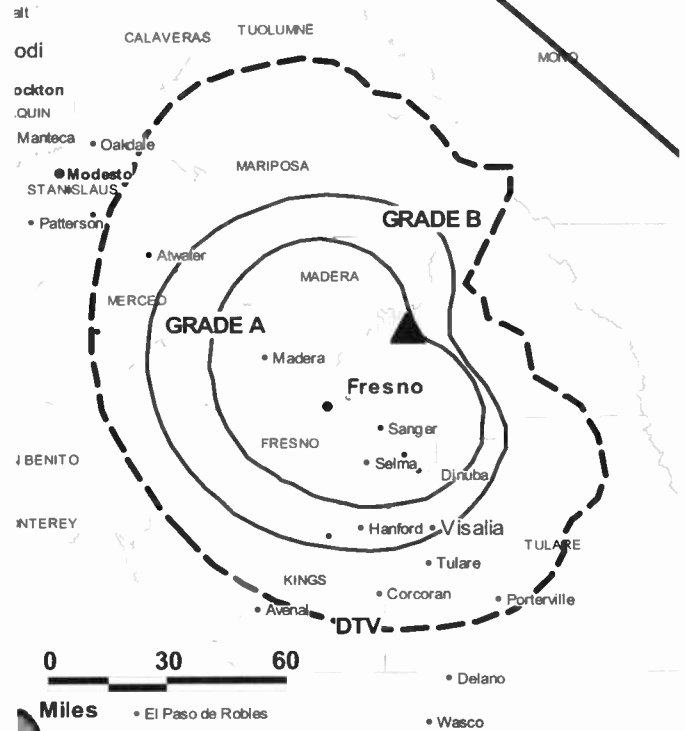 alt
TUOLUMNE
CALAVERAS
odi
MONO
ockton
QUIN
Manteca
Oakdale
MARIPOSA
Modesto
STANISLAUS
GRADE B
Patterson
Atwater
MADERA
MERCED
GRADE A
Madera
Fresno
Sanger
FRESNO
BENITO
Selma
Dinuba
NTEREY
Hanford
Visalia
TULARE
Tulare
KINGS
Corcoran
Porterville
Avenal
DTV
0 30 60
Delano
Miles
El Paso de Robles
Wasco